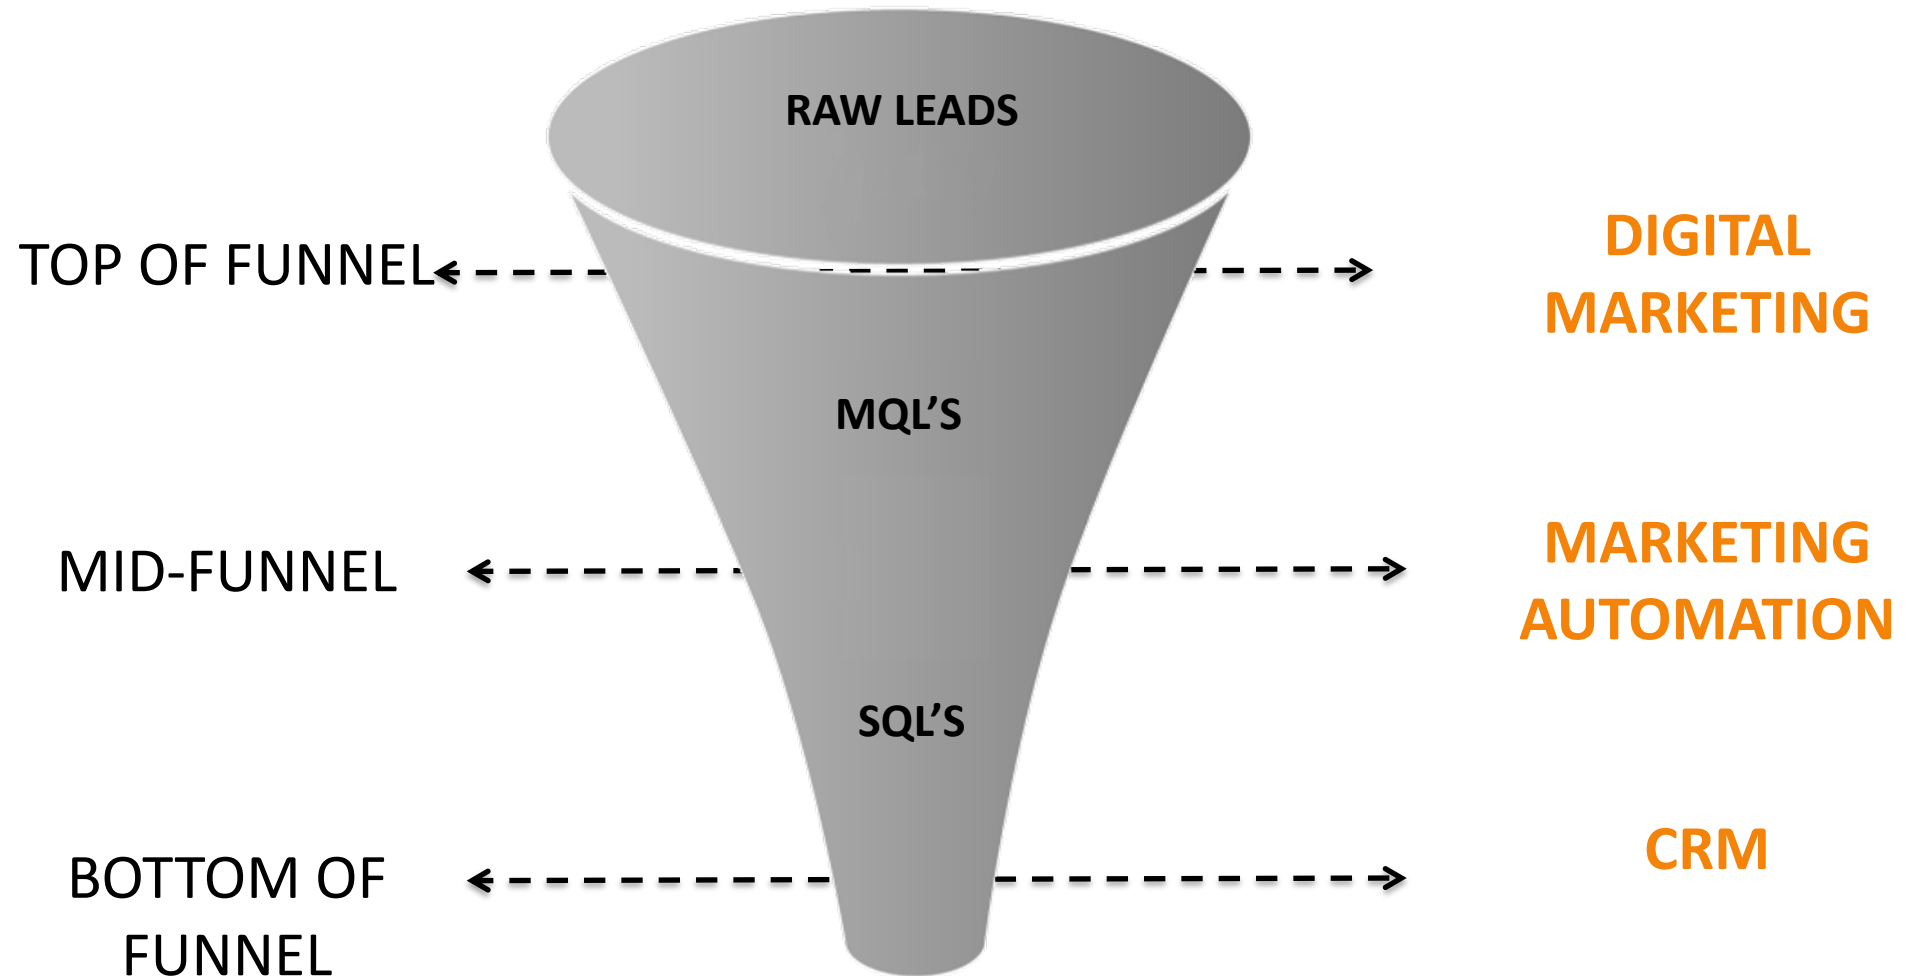 RAW LEADS
TOP OF FUNNEL
DIGITAL
MARKETING
MQL’S
MID-FUNNEL
MARKETING
AUTOMATION
SQL’S
BOTTOM OF
FUNNEL
CRM